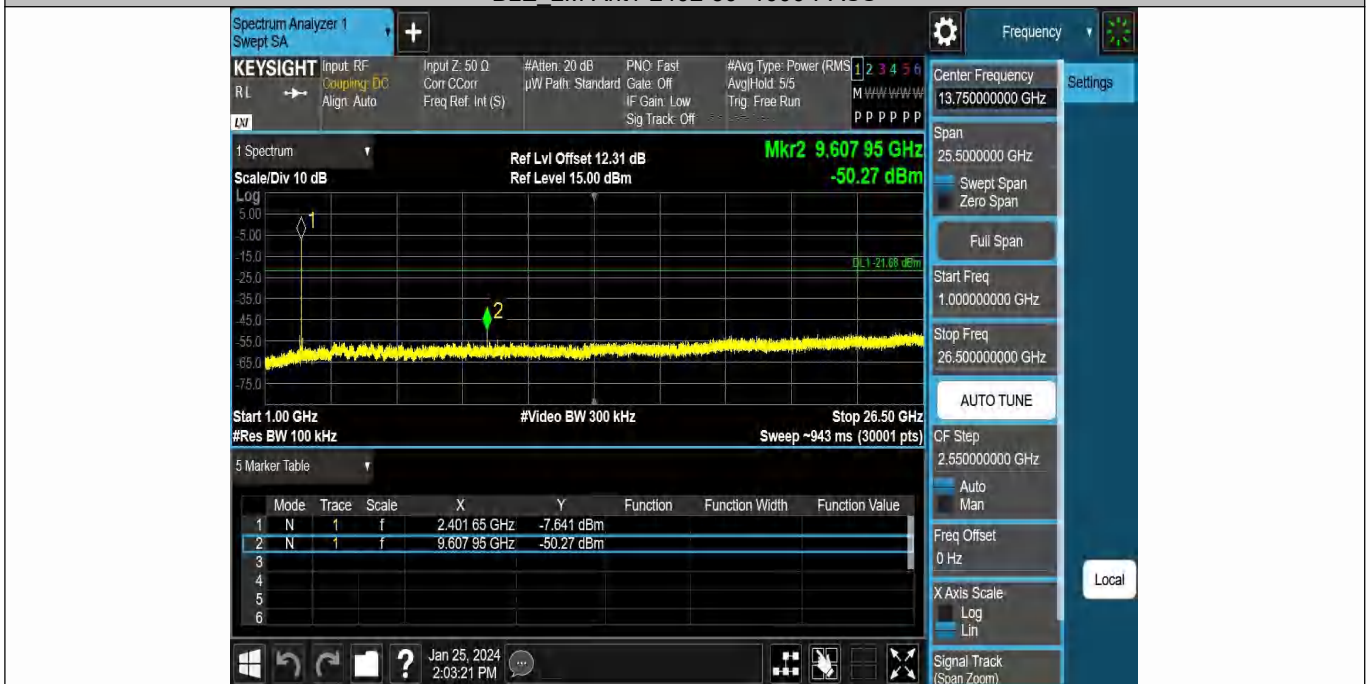 Spectrum Analyzer 1
Swept SA
+
Frequency
KEYSIGHT
RL
LXI
Input: RF
Coupling: DC
Align: Auto
Input Z: 50 Ω
Corr CCorr
Freq Ref: Int (S)
#Atten: 20 dB
µW Path: Standard
PNO: Fast
Gate: Off
IF Gain: Low
Sig Track: Off
#Avg Type: Power (RMS
Avg|Hold: 5/5
Trig: Free Run
1 2 3 4 5 6
M W W W W W
P P P P P P
1 Spectrum
Scale/Div 10 dB
Ref Lvl Offset 12.31 dB
Ref Level 15.00 dBm
Mkr2 9.607 95 GHz
-50.27 dBm
Log
5.00
-5.00
-15.0
-25.0
-35.0
-45.0
-55.0
-65.0
-75.0
1
2
DL1 -21.68 dBm
Start 1.00 GHz
#Res BW 100 kHz
#Video BW 300 kHz
Stop 26.50 GHz
Sweep ~943 ms (30001 pts)
5 Marker Table
Mode Trace Scale X Y Function Function Width Function Value
1 N 1 f 2.401 65 GHz -7.641 dBm
2 N 1 f 9.607 95 GHz -50.27 dBm
3
4
5
6
?
Jan 25, 2024
2:03:21 PM
Center Frequency
13.750000000 GHz
Settings
Span
25.5000000 GHz
Swept Span
Zero Span
Full Span
Start Freq
1.000000000 GHz
Stop Freq
26.500000000 GHz
AUTO TUNE
CF Step
2.550000000 GHz
Auto
Man
Freq Offset
0 Hz
Local
X Axis Scale
Log
Lin
Signal Track
(Span Zoom)